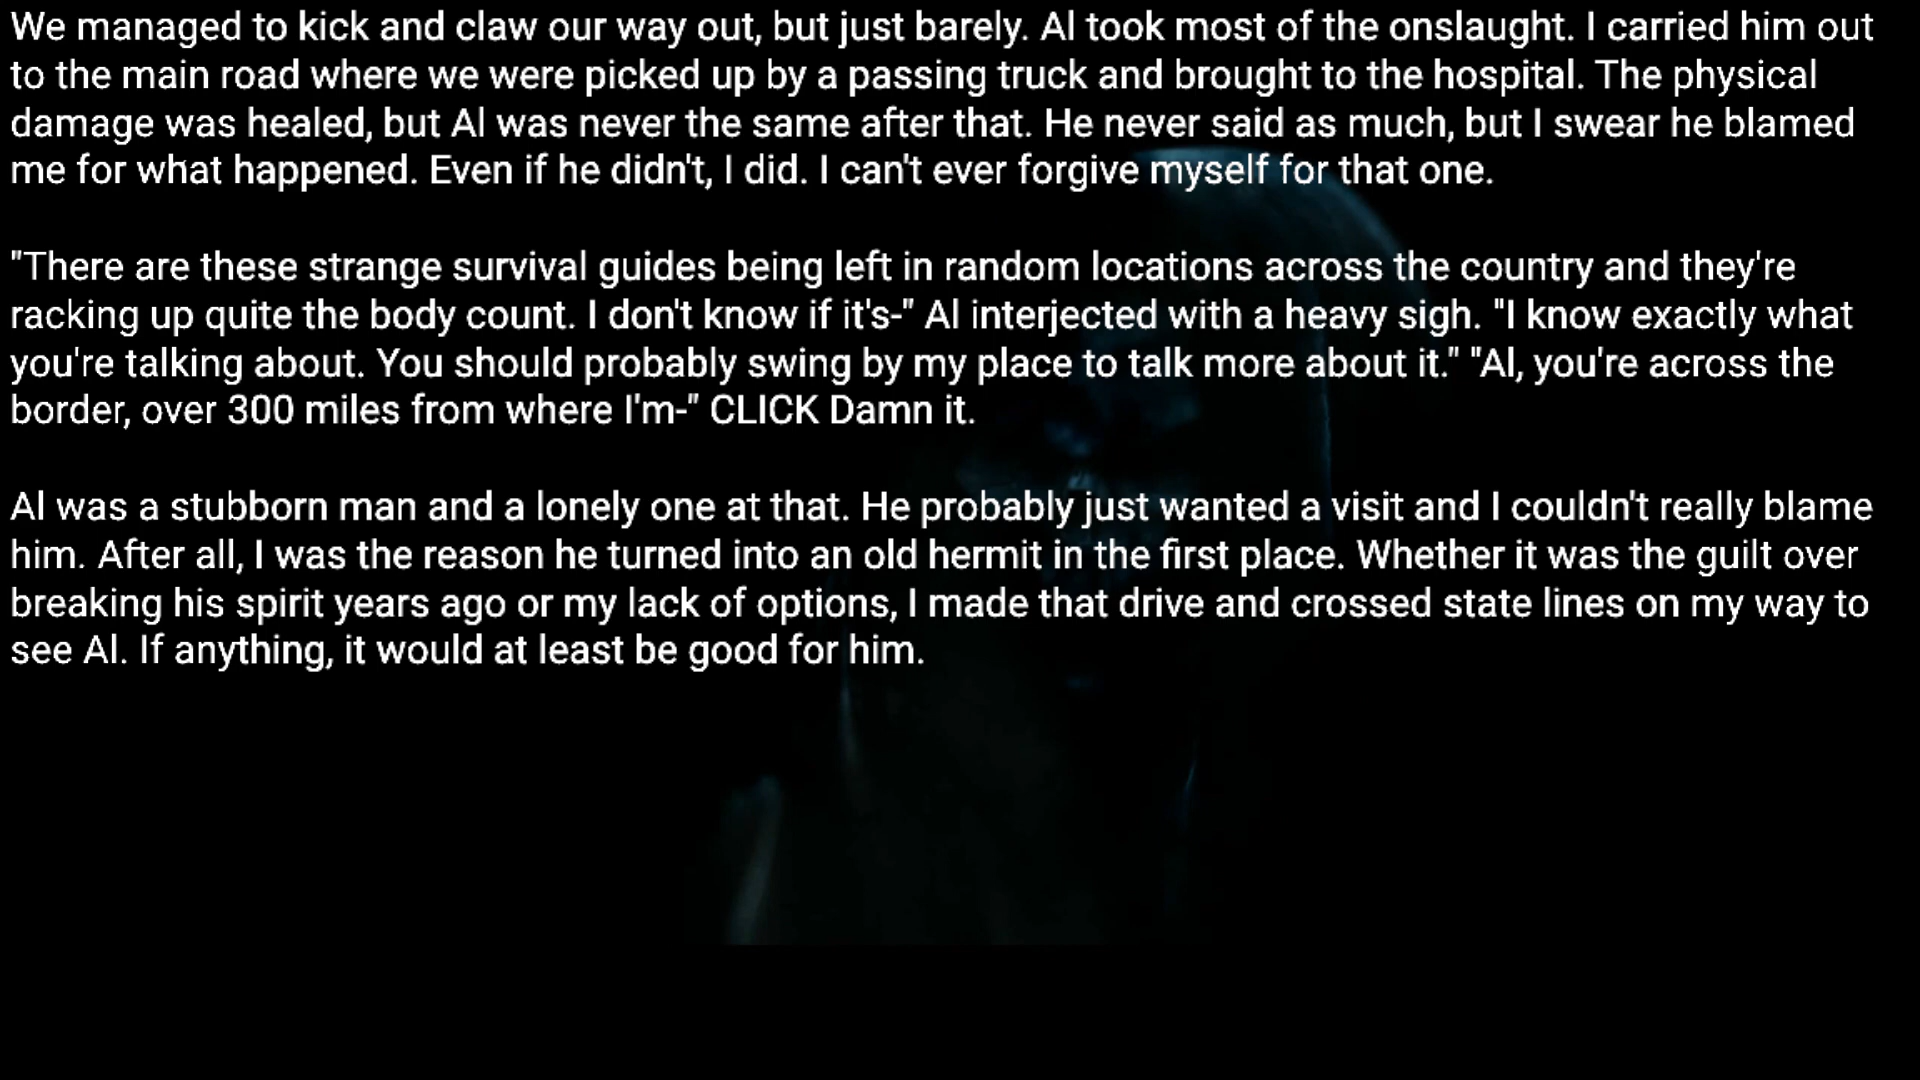 We managed to kick and claw our way out, but just barely. Al took most of the onslaught. I carried him out
to the main road where we were picked up by a passing truck and brought to the hospital. The physical
damage was healed, but Al was never the same after that. He never said as much, but I swear he blamed
me for what happened. Even if he didn't, I did. I can't ever forgive myself for that one.
"There are these strange survival guides being left in random locations across the country and they're
racking up quite the body count. I don't know if it's-" Al interjected with a heavy sigh. "I know exactly what
you're talking about. You should probably swing by my place to talk more about it." "Al, you're across the
border, over 300 miles from where I'm-" CLICK Damn it.
Al was a stubborn man and a lonely one at that. He probably just wanted a visit and I couldn't really blame
him. After all, I was the reason he turned into an old hermit in the first place. Whether it was the guilt over
breaking his spirit years ago or my lack of options, I made that drive and crossed state lines on my way to
see Al. If anything, it would at least be good for him.